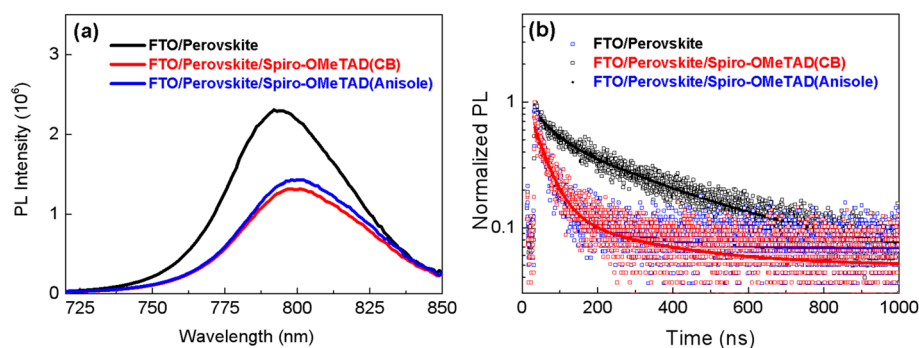 (a)
FTO/Perovskite
FTO/Perovskite/Spiro-OMeTAD(CB)
FTO/Perovskite/Spiro-OMeTAD(Anisole)
PL Intensity (10⁶)
3
2
1
0
725 750 775 800 825 850
Wavelength (nm)
(b)
FTO/Perovskite
FTO/Perovskite/Spiro-OMeTAD(CB)
FTO/Perovskite/Spiro-OMeTAD(Anisole)
Normalized PL
1
0.1
0 200 400 600 800 1000
Time (ns)